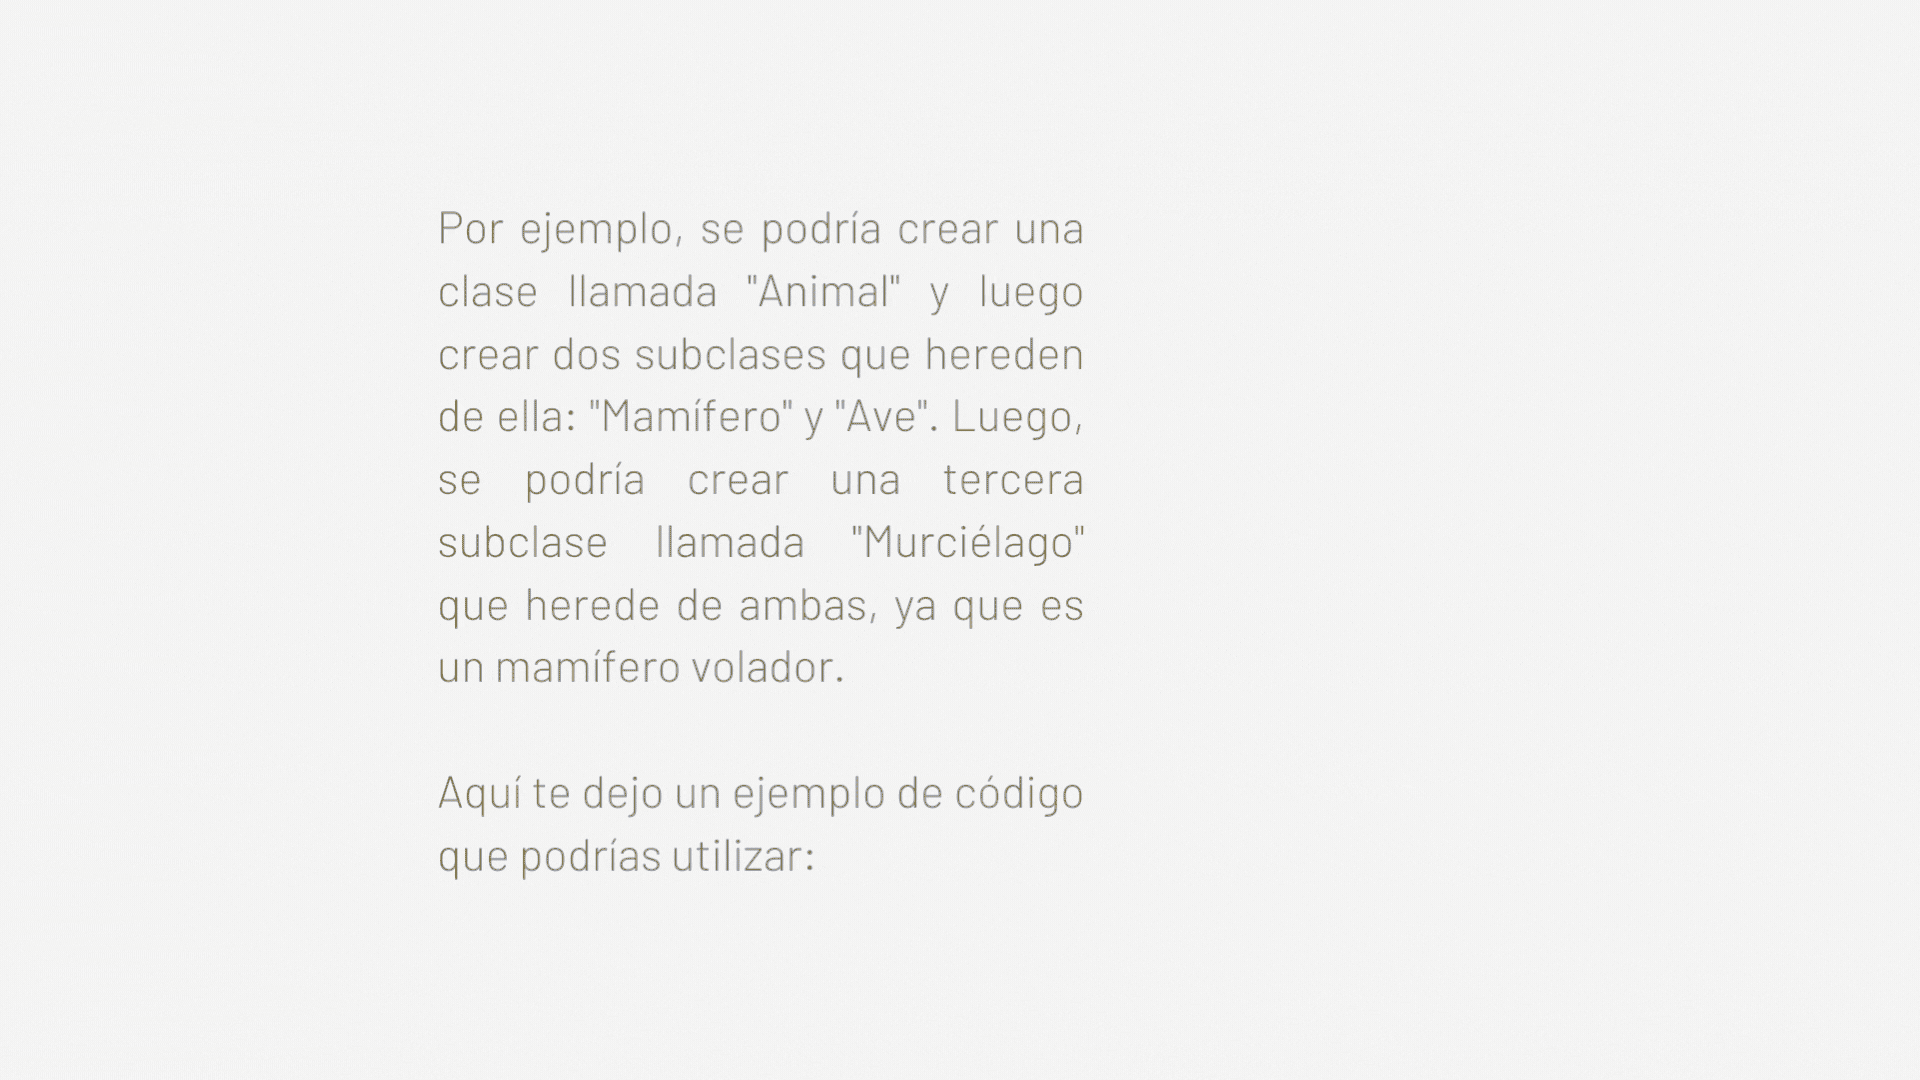 Por ejemplo, se podría crear una
clase llamada "Animal" y luego
crear dos subclases que hereden
de ella: "Mamífero" y "Ave". Luego,
se podría crear una tercera
subclase llamada "Murciélago"
que herede de ambas, ya que es
un mamífero volador.
Aquí te dejo un ejemplo de código
que podrías utilizar: